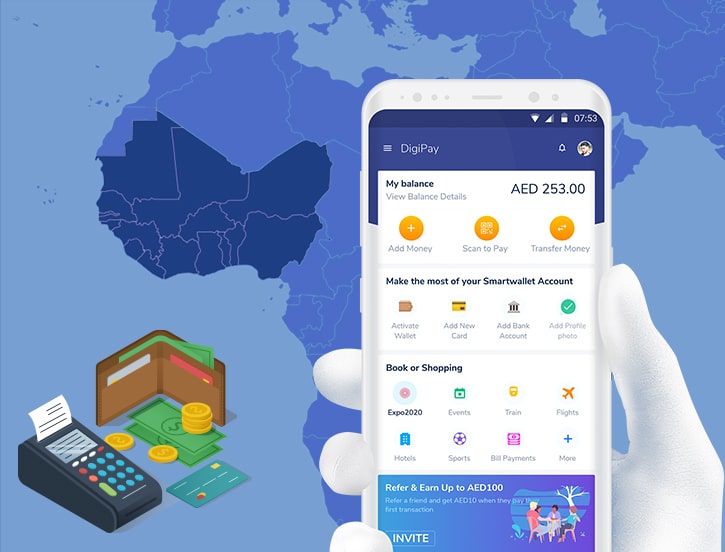 07:53
DigiPay
My balance
AED 253.00
View Balance Details
Add Money
Scan to Pay
Transfer Money
Make the most of your Smartwallet Account
Activate
Wallet
Add New
Card
Add Bank
Account
Add Profile
photo
Book or Shopping
Expo2020
Events
Train
Flights
Hotels
Sports
Bill Payments
More
Refer & Earn Up to AED100
Refer a friend and get AED10 when they pay the
first transaction
INVITE